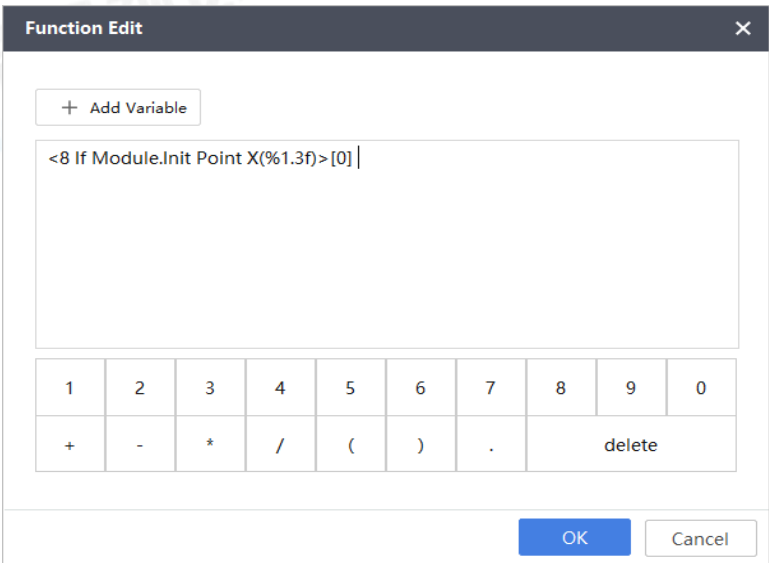 Function Edit
+ Add Variable
<8 If Module.Init Point X(%1.3f)>[0]
1 2 3 4 5 6 7 8 9 0
+ - * / ( ) . delete
OK Cancel